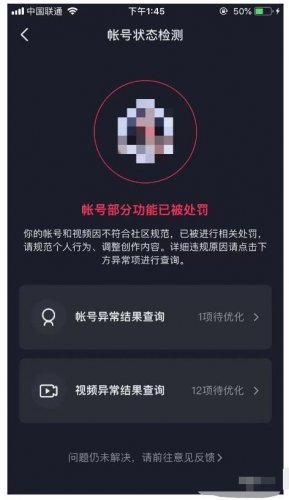 中国联通 下午1:45 50%
帐号状态检测
帐号部分功能已被处罚
你的帐号和视频因不符合社区规范，已被进行相关处罚，
请规范个人行为、调整创作内容。详细违规原因请点击下
方异常项进行查询。
帐号异常结果查询 1项待优化
视频异常结果查询 12项待优化
问题仍未解决，请前往意见反馈